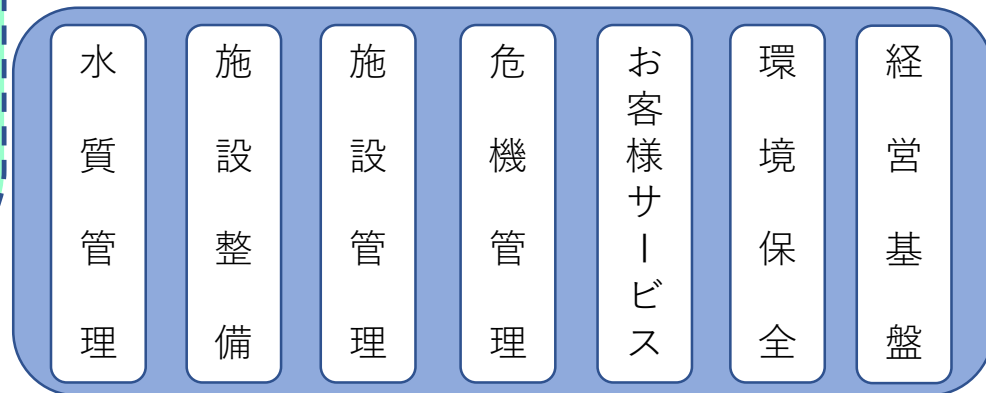 水質管理
施設整備
施設管理
危機管理
お客様サービス
環境保全
経営基盤